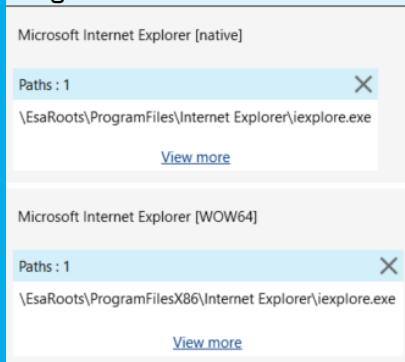 Microsoft Internet Explorer [native]
Paths : 1
\EsaRoots\ProgramFiles\Internet Explorer\iexplore.exe
View more
Microsoft Internet Explorer [WOW64]
Paths : 1
\EsaRoots\ProgramFilesX86\Internet Explorer\iexplore.exe
View more